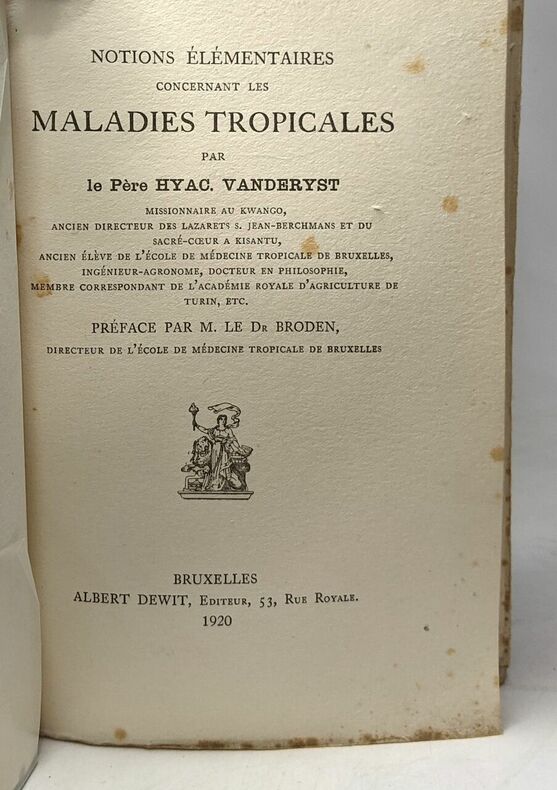 NOTIONS ÉLÉMENTAIRES
CONCERNANT LES
MALADIES TROPICALES
PAR
le Père HYAC. VANDERYST
MISSIONNAIRE AU KWANGO,
ANCIEN DIRECTEUR DES LAZARETS S. JEAN-BERCHMANS ET DU
SACRÉ-CŒUR A KISANTU,
ANCIEN ÉLÈVE DE L'ÉCOLE DE MÉDECINE TROPICALE DE BRUXELLES,
INGÉNIEUR-AGRONOME, DOCTEUR EN PHILOSOPHIE,
MEMBRE CORRESPONDANT DE L'ACADÉMIE ROYALE D'AGRICULTURE DE
TURIN, ETC.
PRÉFACE PAR M. LE DR BRODEN,
DIRECTEUR DE L'ÉCOLE DE MÉDECINE TROPICALE DE BRUXELLES
BRUXELLES
ALBERT DEWIT, EDITEUR, 53, RUE ROYALE.
1920